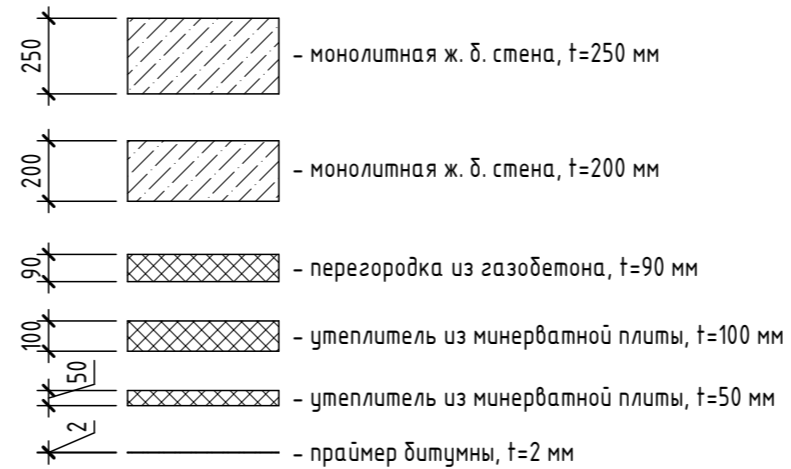 250
– монолитная ж. б. стена, t=250 мм
200
– монолитная ж. б. стена, t=200 мм
90
– перегородка из газобетона, t=90 мм
100
– утеплитель из минерватной плиты, t=100 мм
50
– утеплитель из минерватной плиты, t=50 мм
2
– праймер битумны, t=2 мм